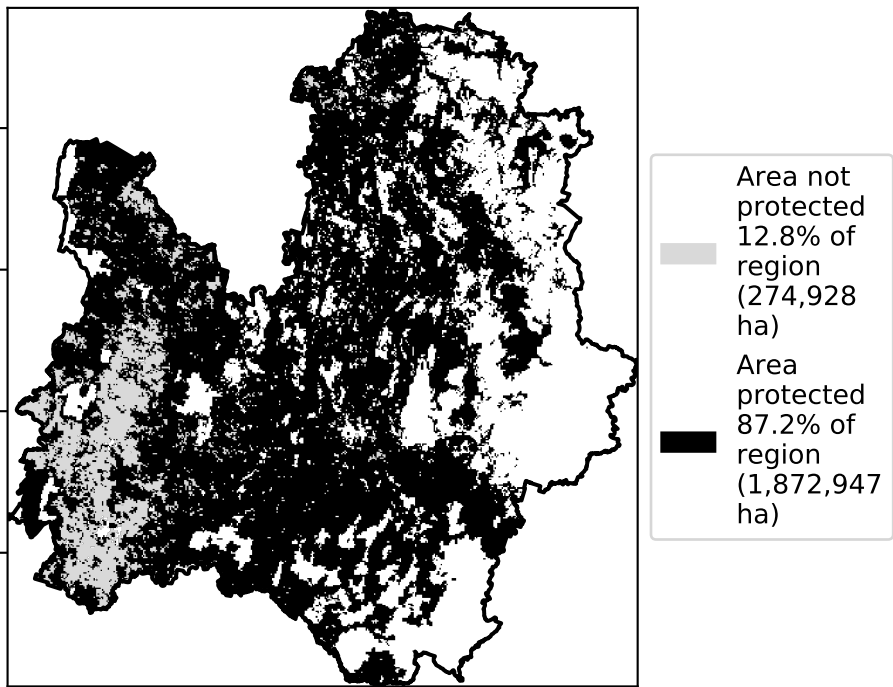 Area not
protected
12.8% of
region
(274,928
ha)
Area
protected
87.2% of
region
(1,872,947
ha)